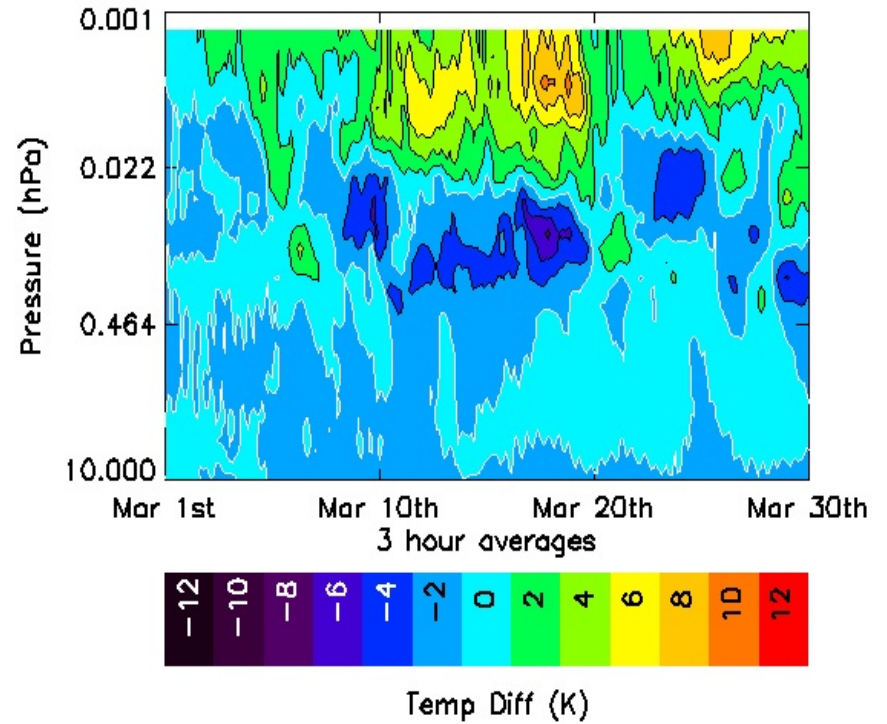 0.001
0.022
0.464
10.000
Pressure (hPa)
Mar 1st Mar 10th Mar 20th Mar 30th
3 hour averages
−12 −10 −8 −6 −4 −2 0 2 4 6 8 10 12
Temp Diff (K)